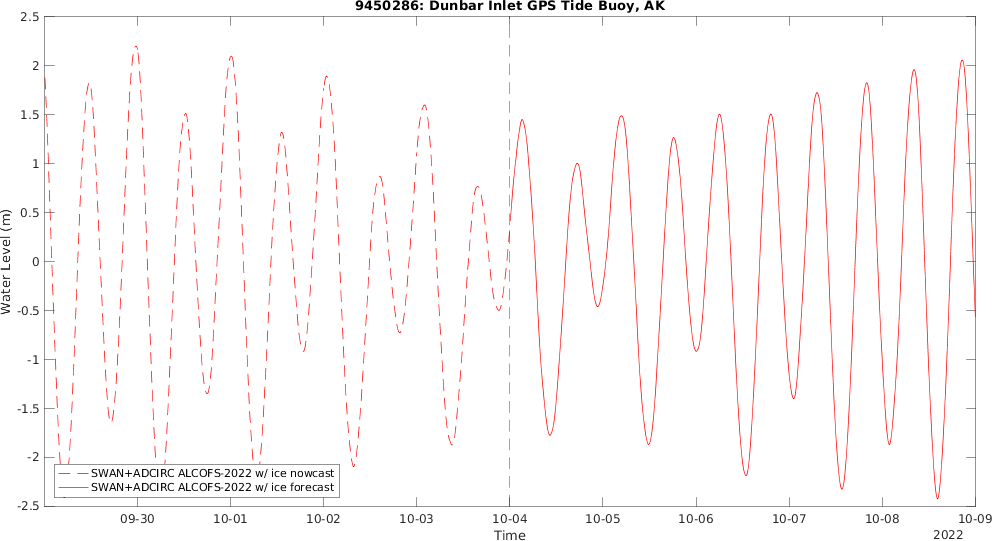 9450286: Dunbar Inlet GPS Tide Buoy, AK
2.5
2
1.5
1
0.5
0
-0.5
-1
-1.5
-2
-2.5
Water Level (m)
SWAN+ADCIRC ALCOFS-2022 w/ ice nowcast
SWAN+ADCIRC ALCOFS-2022 w/ ice forecast
09-30 10-01 10-02 10-03 10-04 10-05 10-06 10-07 10-08 10-09
Time
2022